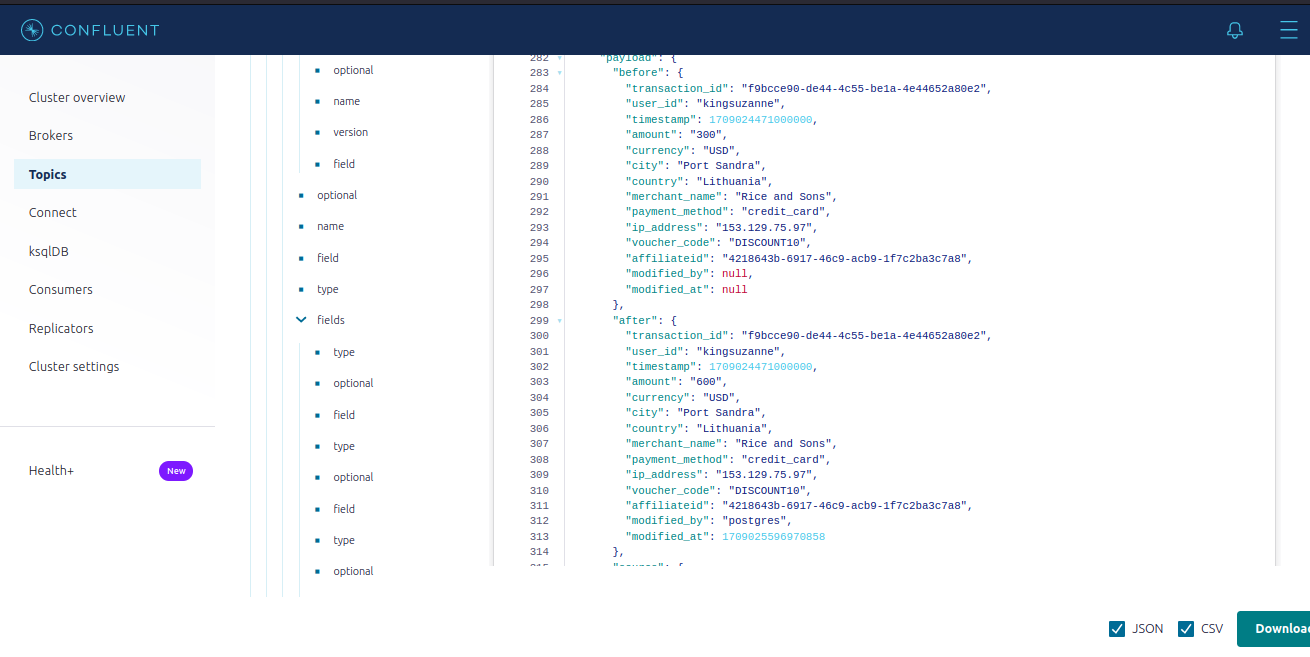 CONFLUENT
Cluster overview
Brokers
Topics
Connect
ksqlDB
Consumers
Replicators
Cluster settings
Health+ New
optional
name
version
field
optional
name
field
type
fields
type
optional
field
type
optional
field
type
optional
282 "payload": {
283 "before": {
284 "transaction_id": "f9bcce90-de44-4c55-be1a-4e44652a80e2",
285 "user_id": "kingsuzanne",
286 "timestamp": 1709024471000000,
287 "amount": "300",
288 "currency": "USD",
289 "city": "Port Sandra",
290 "country": "Lithuania",
291 "merchant_name": "Rice and Sons",
292 "payment_method": "credit_card",
293 "ip_address": "153.129.75.97",
294 "voucher_code": "DISCOUNT10",
295 "affiliateid": "4218643b-6917-46c9-acb9-1f7c2ba3c7a8",
296 "modified_by": null,
297 "modified_at": null
298 },
299 "after": {
300 "transaction_id": "f9bcce90-de44-4c55-be1a-4e44652a80e2",
301 "user_id": "kingsuzanne",
302 "timestamp": 1709024471000000,
303 "amount": "600",
304 "currency": "USD",
305 "city": "Port Sandra",
306 "country": "Lithuania",
307 "merchant_name": "Rice and Sons",
308 "payment_method": "credit_card",
309 "ip_address": "153.129.75.97",
310 "voucher_code": "DISCOUNT10",
311 "affiliateid": "4218643b-6917-46c9-acb9-1f7c2ba3c7a8",
312 "modified_by": "postgres",
313 "modified_at": 1709025596970858
314 },
JSON CSV Downloa